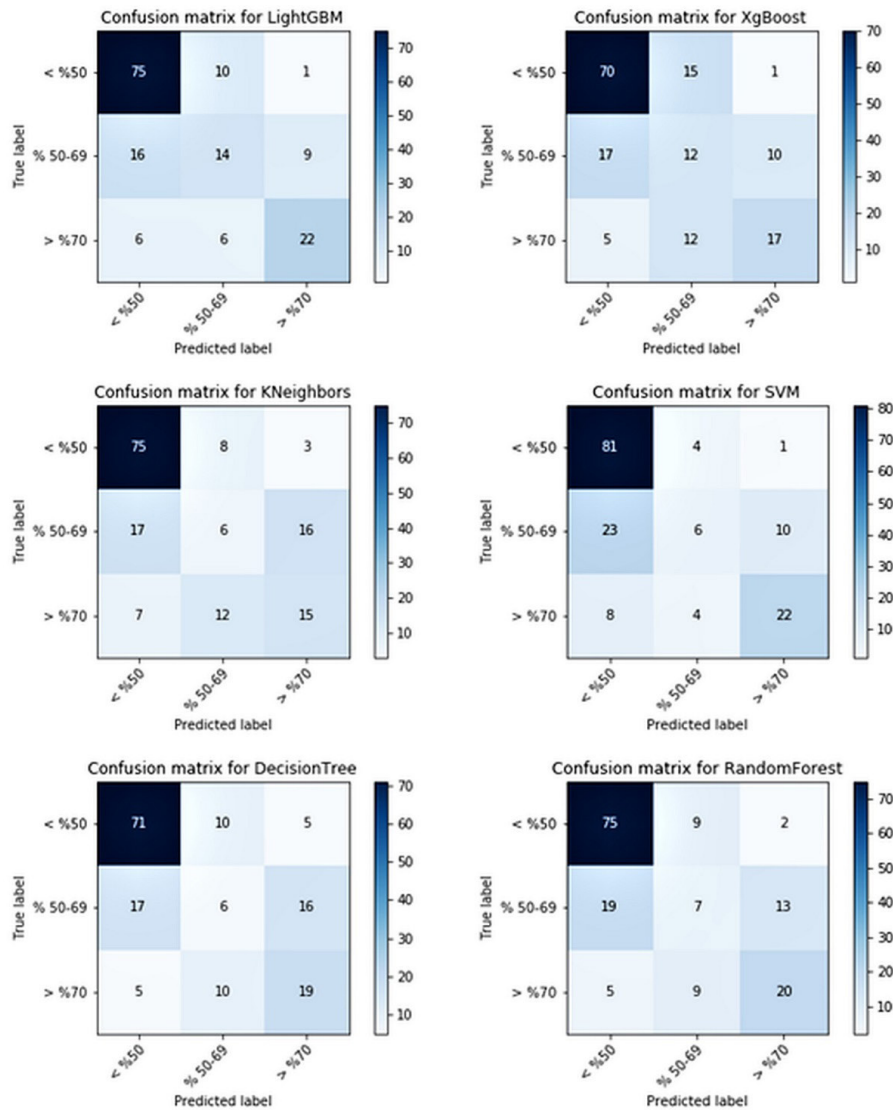 Confusion matrix for LightGBM
70
60
50
40
30
20
10
True label
< %50
75 10 1
% 50-69
16 14 9
> %70
6 6 22
< %50
% 50-69
> %70
Predicted label
Confusion matrix for XgBoost
70
60
50
40
30
20
10
True label
< %50
70 15 1
% 50-69
17 12 10
> %70
5 12 17
< %50
% 50-69
> %70
Predicted label
Confusion matrix for KNeighbors
70
60
50
40
30
20
10
True label
< %50
75 8 3
% 50-69
17 6 16
> %70
7 12 15
< %50
% 50-69
> %70
Predicted label
Confusion matrix for SVM
80
70
60
50
40
30
20
10
True label
< %50
81 4 1
% 50-69
23 6 10
> %70
8 4 22
< %50
% 50-69
> %70
Predicted label
Confusion matrix for DecisionTree
70
60
50
40
30
20
10
True label
< %50
71 10 5
% 50-69
17 6 16
> %70
5 10 19
< %50
% 50-69
> %70
Predicted label
Confusion matrix for RandomForest
70
60
50
40
30
20
10
True label
< %50
75 9 2
% 50-69
19 7 13
> %70
5 9 20
< %50
% 50-69
> %70
Predicted label